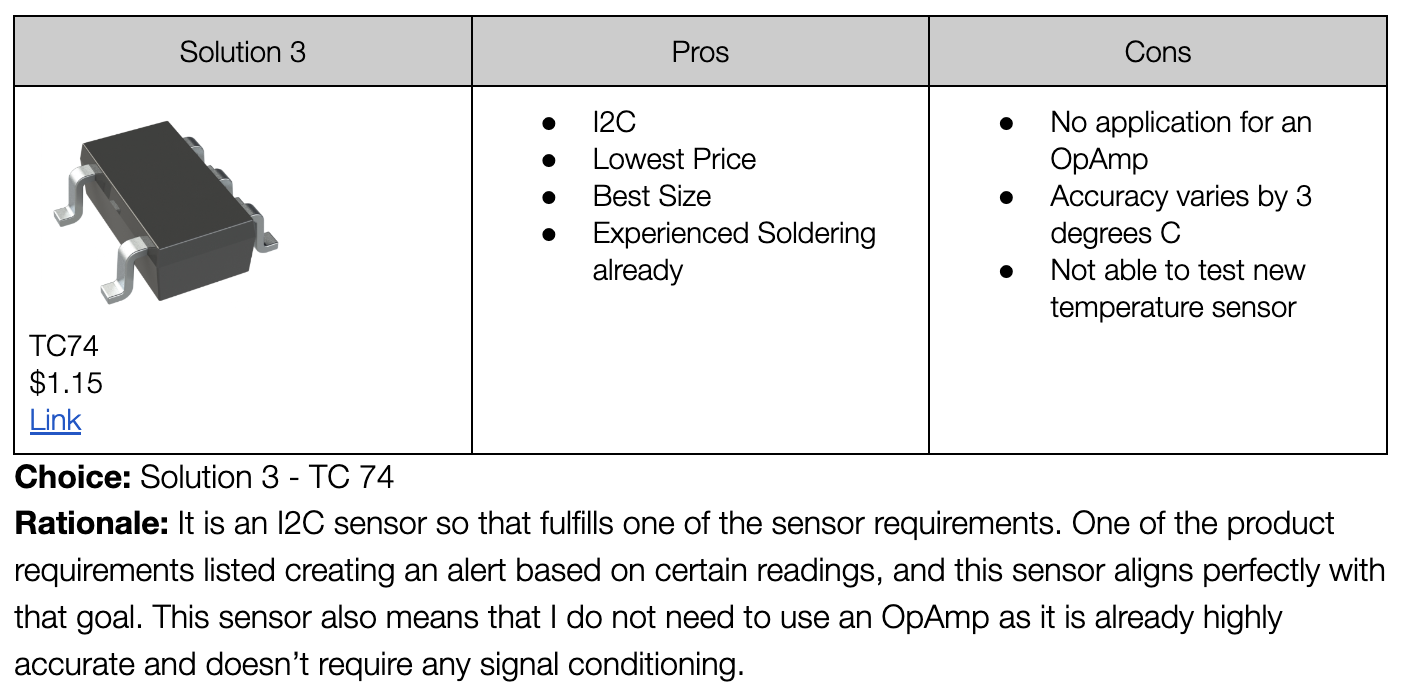 Solution 3
Pros
Cons
TC74
$1.15
Link
● I2C
● Lowest Price
● Best Size
● Experienced Soldering
already
● No application for an
OpAmp
● Accuracy varies by 3
degrees C
● Not able to test new
temperature sensor
Choice: Solution 3 - TC 74
Rationale: It is an I2C sensor so that fulfills one of the sensor requirements. One of the product
requirements listed creating an alert based on certain readings, and this sensor aligns perfectly with
that goal. This sensor also means that I do not need to use an OpAmp as it is already highly
accurate and doesn’t require any signal conditioning.